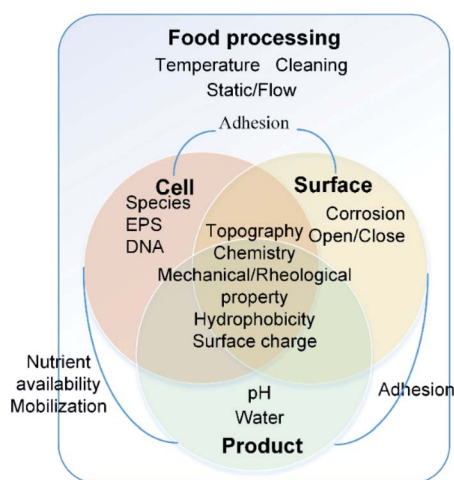 Food processing
Temperature Cleaning
Static/Flow
Adhesion
Cell
Species
EPS
DNA
Surface
Corrosion
Open/Close
Topography
Chemistry
Mechanical/Rheological
property
Hydrophobicity
Surface charge
Nutrient
availability
Mobilization
Adhesion
pH
Water
Product